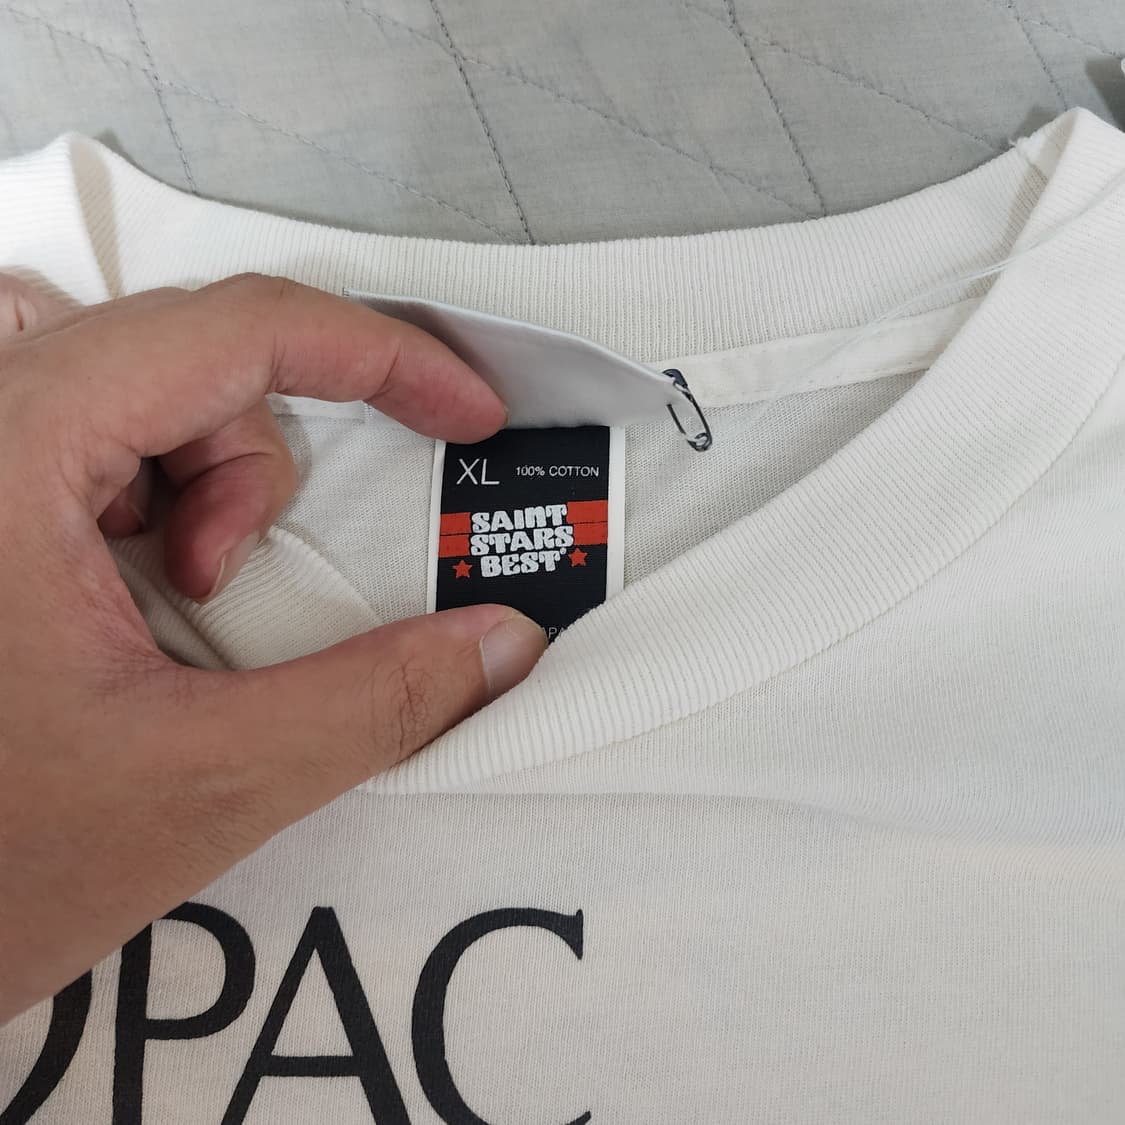 XL 100% COTTON
SAINT
STARS
BEST
OPAC